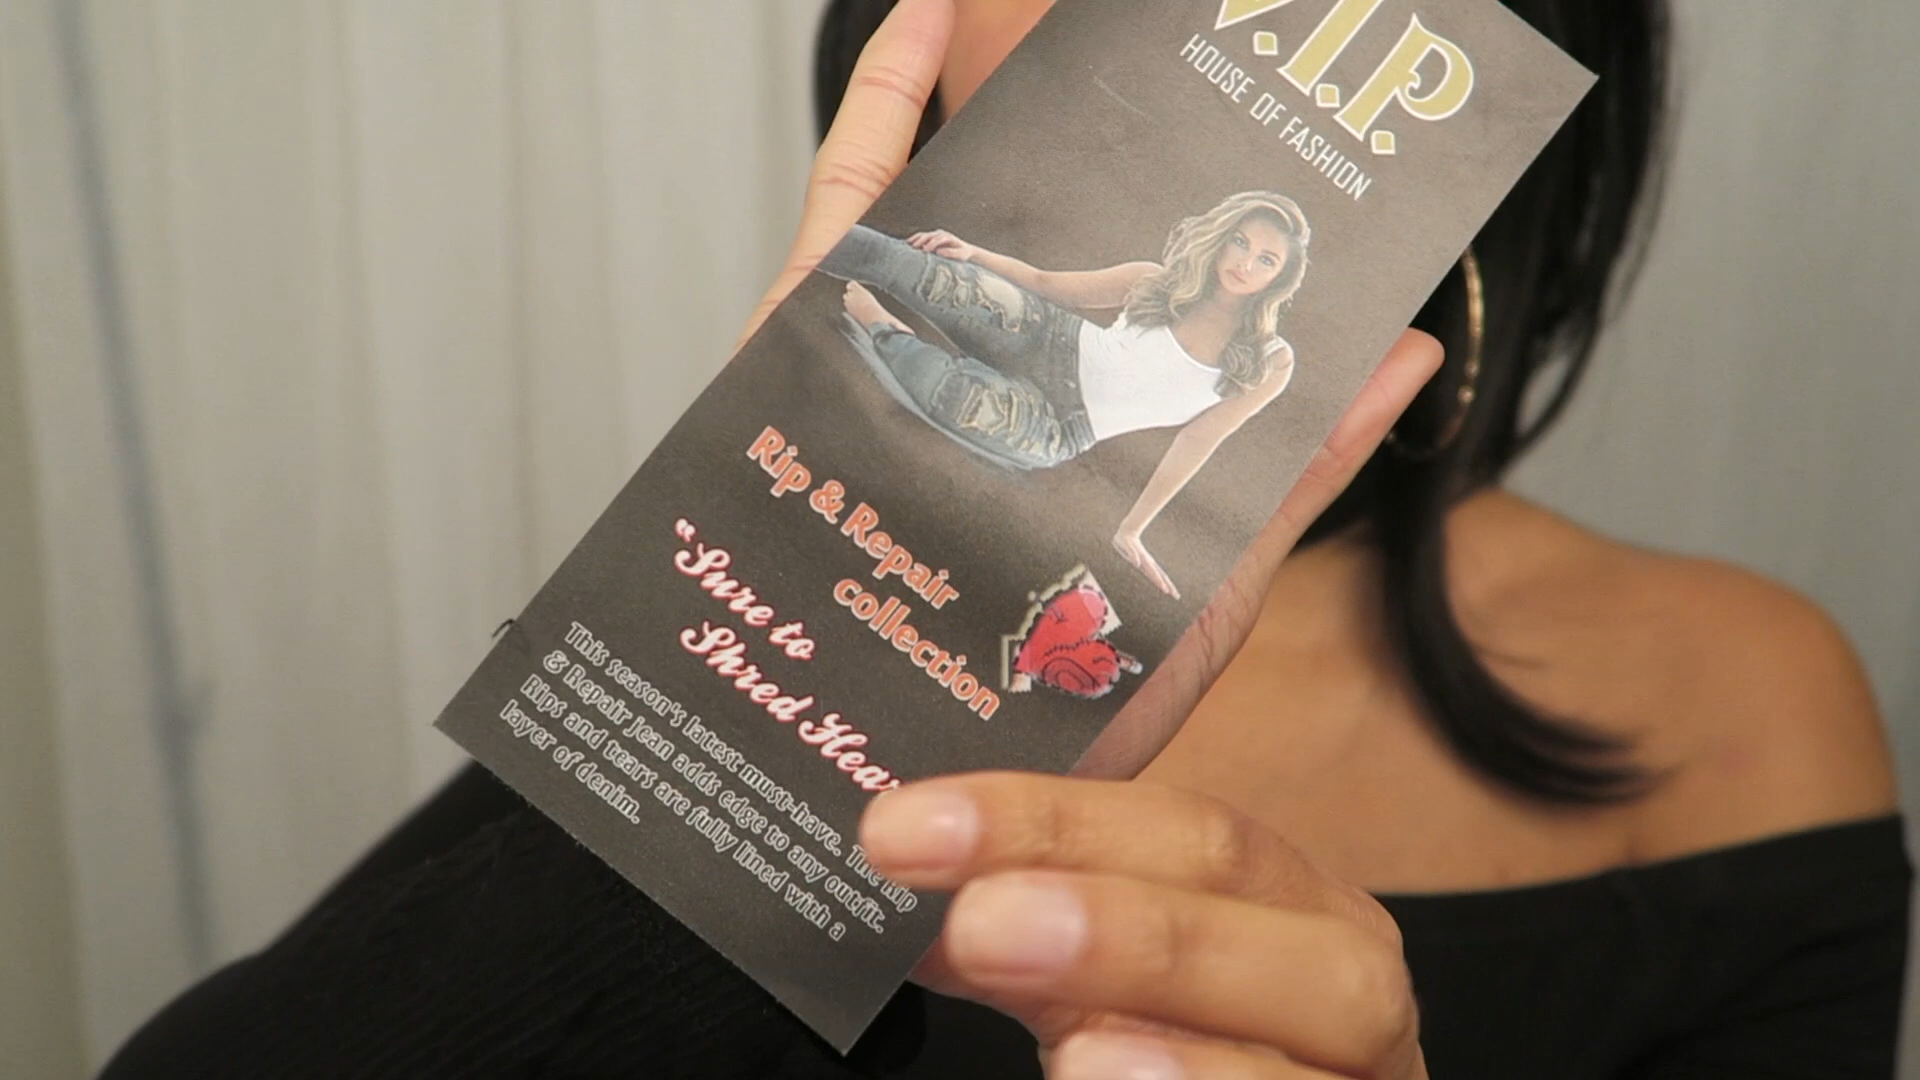 V.I.P.
HOUSE OF FASHION
Rip & Repair
collection
"Sure to
Shred
This season's latest must-have. The Rip
& Repair jean adds edge to any outfit.
Rips and tears are fully lined with a
layer of denim.